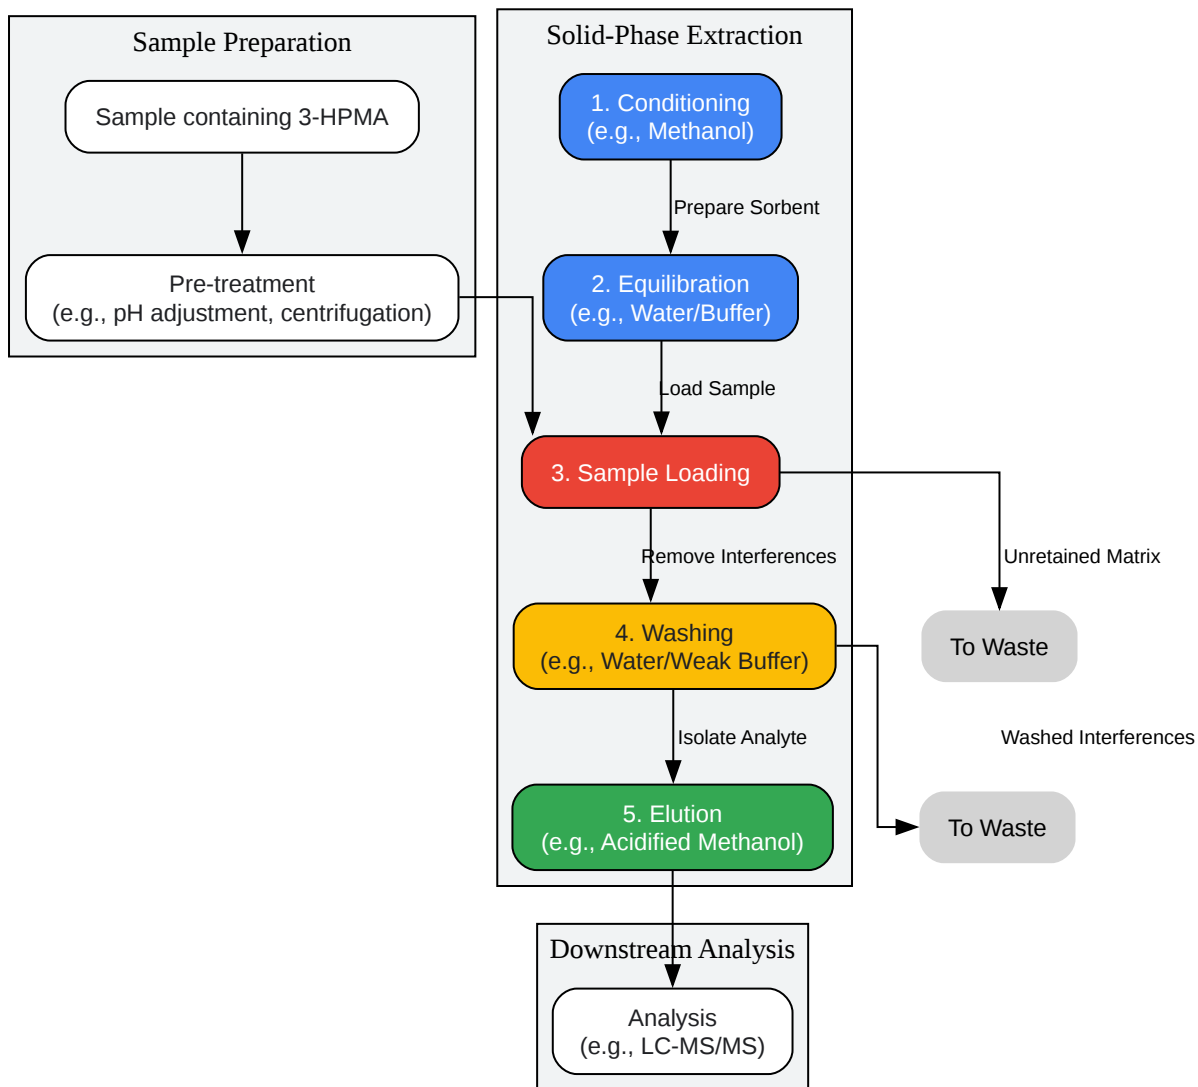 Sample Preparation
Sample containing 3-HPMA
Pre-treatment
(e.g., pH adjustment, centrifugation)
Solid-Phase Extraction
1. Conditioning
(e.g., Methanol)
Prepare Sorbent
2. Equilibration
(e.g., Water/Buffer)
Load Sample
3. Sample Loading
Remove Interferences
Unretained Matrix
4. Washing
(e.g., Water/Weak Buffer)
To Waste
Isolate Analyte
Washed Interferences
5. Elution
(e.g., Acidified Methanol)
To Waste
Downstream Analysis
Analysis
(e.g., LC-MS/MS)